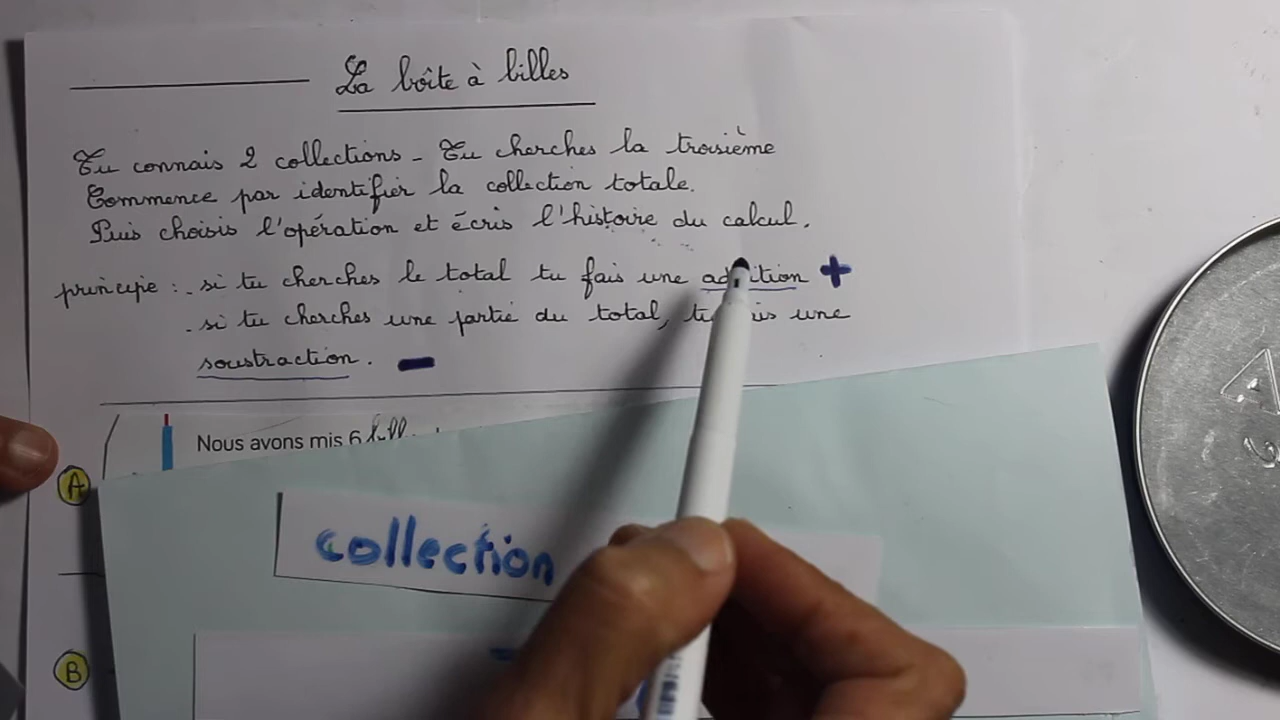 La boîte à billes
Tu connais 2 collections - Tu cherches la troisième
Commence par identifier la collection totale.
Puis choisis l'opération et écris l'histoire du calcul.
principe : . si tu cherches le total tu fais une addition +
. si tu cherches une partie du total, tu fais une
soustraction. -
Nous avons mis 6
A
collection
B